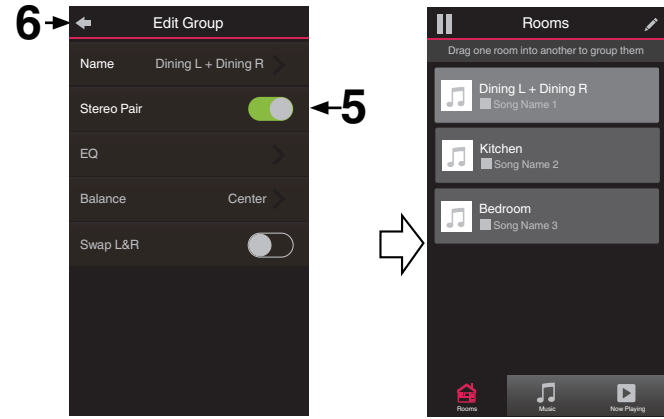 6
Edit Group
Name Dining L + Dining R
Stereo Pair
5
EQ
Balance Center
Swap L&R
Rooms
Drag one room into another to group them
Dining L + Dining R
Song Name 1
Kitchen
Song Name 2
Bedroom
Song Name 3
Rooms Music Now Playing